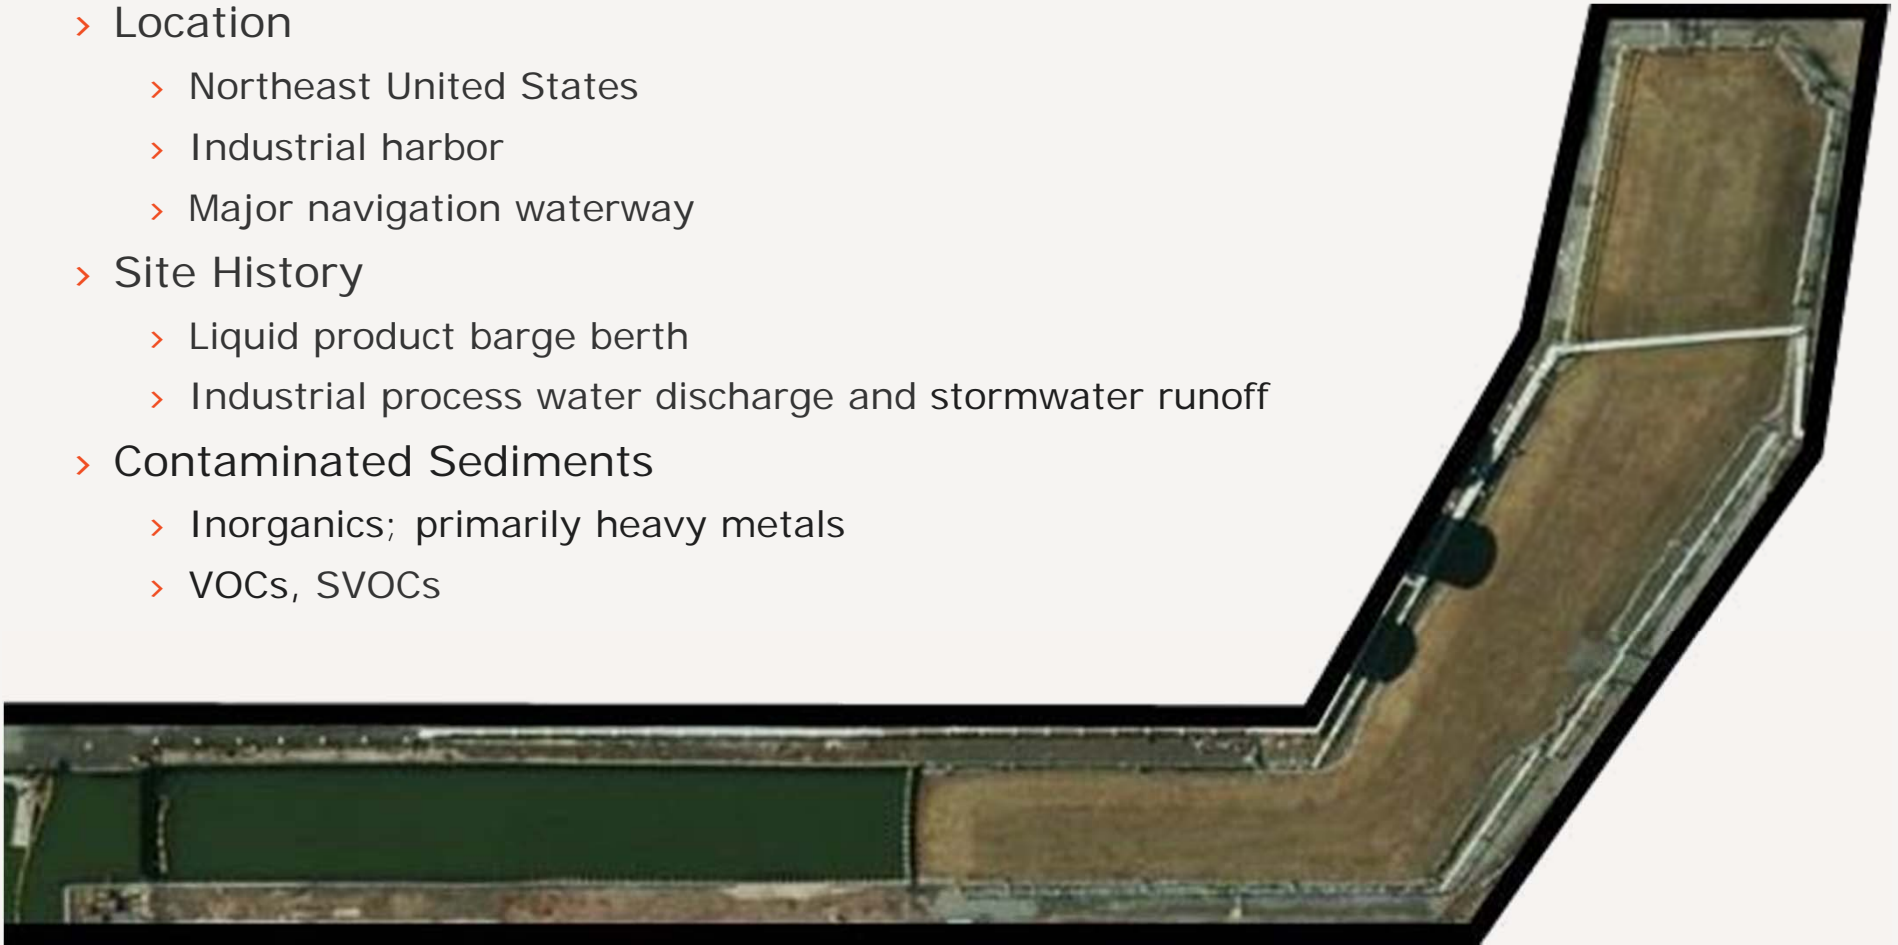 › Location
› Northeast United States
› Industrial harbor
› Major navigation waterway
› Site History
› Liquid product barge berth
› Industrial process water discharge and stormwater runoff
› Contaminated Sediments
› Inorganics; primarily heavy metals
› VOCs, SVOCs